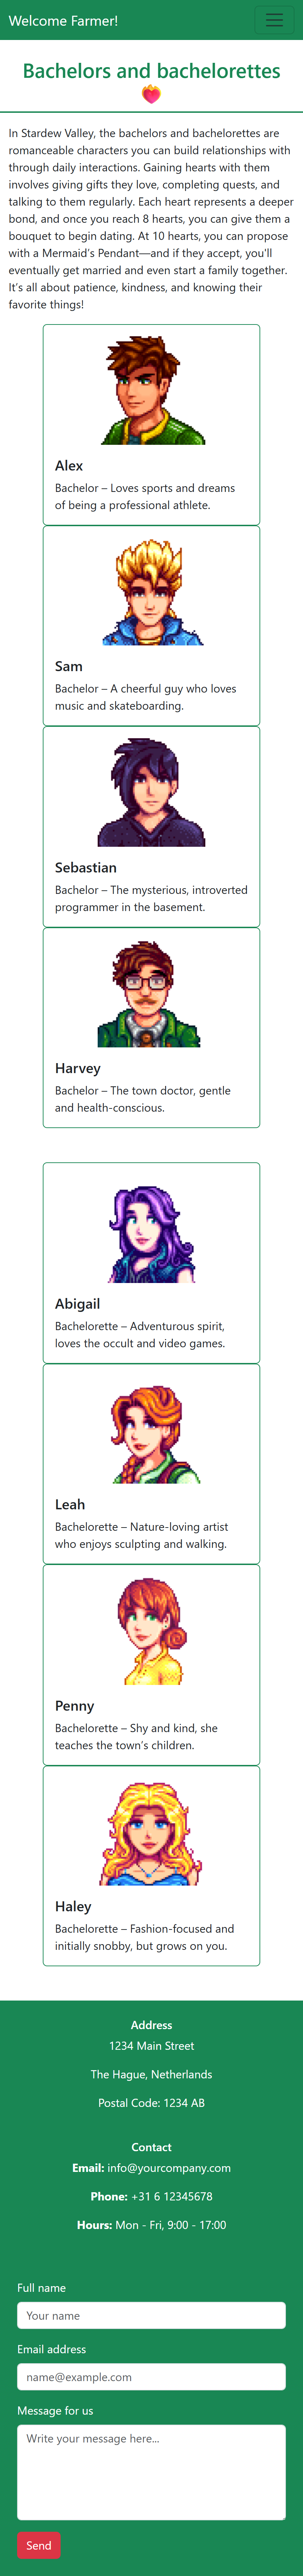 Welcome Farmer!
Bachelors and bachelorettes
In Stardew Valley, the bachelors and bachelorettes are
romanceable characters you can build relationships with
through daily interactions. Gaining hearts with them
involves giving gifts they love, completing quests, and
talking to them regularly. Each heart represents a deeper
bond, and once you reach 8 hearts, you can give them a
bouquet to begin dating. At 10 hearts, you can propose
with a Mermaid’s Pendant—and if they accept, you'll
eventually get married and even start a family together.
It’s all about patience, kindness, and knowing their
favorite things!
Alex
Bachelor – Loves sports and dreams
of being a professional athlete.
Sam
Bachelor – A cheerful guy who loves
music and skateboarding.
Sebastian
Bachelor – The mysterious, introverted
programmer in the basement.
Harvey
Bachelor – The town doctor, gentle
and health-conscious.
Abigail
Bachelorette – Adventurous spirit,
loves the occult and video games.
Leah
Bachelorette – Nature-loving artist
who enjoys sculpting and walking.
Penny
Bachelorette – Shy and kind, she
teaches the town’s children.
Haley
Bachelorette – Fashion-focused and
initially snobby, but grows on you.
Address
1234 Main Street
The Hague, Netherlands
Postal Code: 1234 AB
Contact
Email: info@yourcompany.com
Phone: +31 6 12345678
Hours: Mon - Fri, 9:00 - 17:00
Full name
Your name
Email address
name@example.com
Message for us
Write your message here...
Send